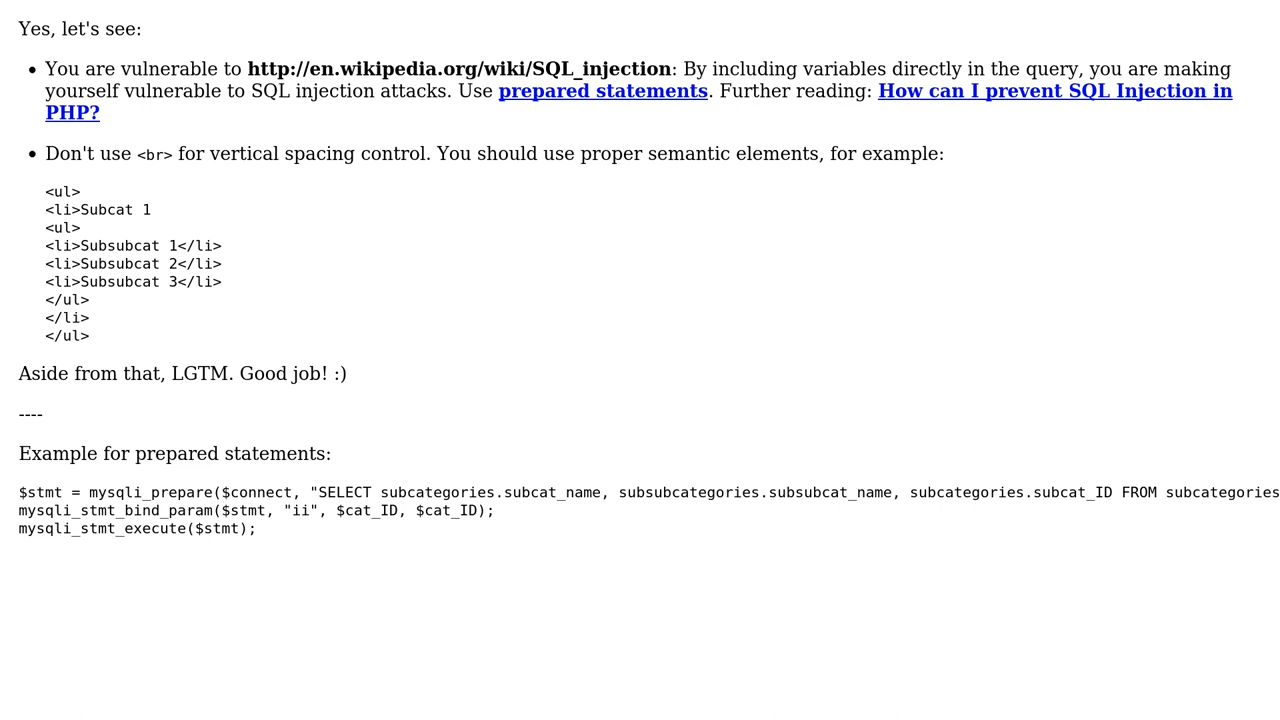 Yes, let's see:
• You are vulnerable to http://en.wikipedia.org/wiki/SQL_injection: By including variables directly in the query, you are making
yourself vulnerable to SQL injection attacks. Use prepared statements. Further reading: How can I prevent SQL Injection in
PHP?
• Don't use <br> for vertical spacing control. You should use proper semantic elements, for example:
<ul>
<li>Subcat 1
<ul>
<li>Subsubcat 1</li>
<li>Subsubcat 2</li>
<li>Subsubcat 3</li>
</ul>
</li>
</ul>
Aside from that, LGTM. Good job! :)
----
Example for prepared statements:
$stmt = mysqli_prepare($connect, "SELECT subcategories.subcat_name, subsubcategories.subsubcat_name, subcategories.subcat_ID FROM subcategories
mysqli_stmt_bind_param($stmt, "ii", $cat_ID, $cat_ID);
mysqli_stmt_execute($stmt);